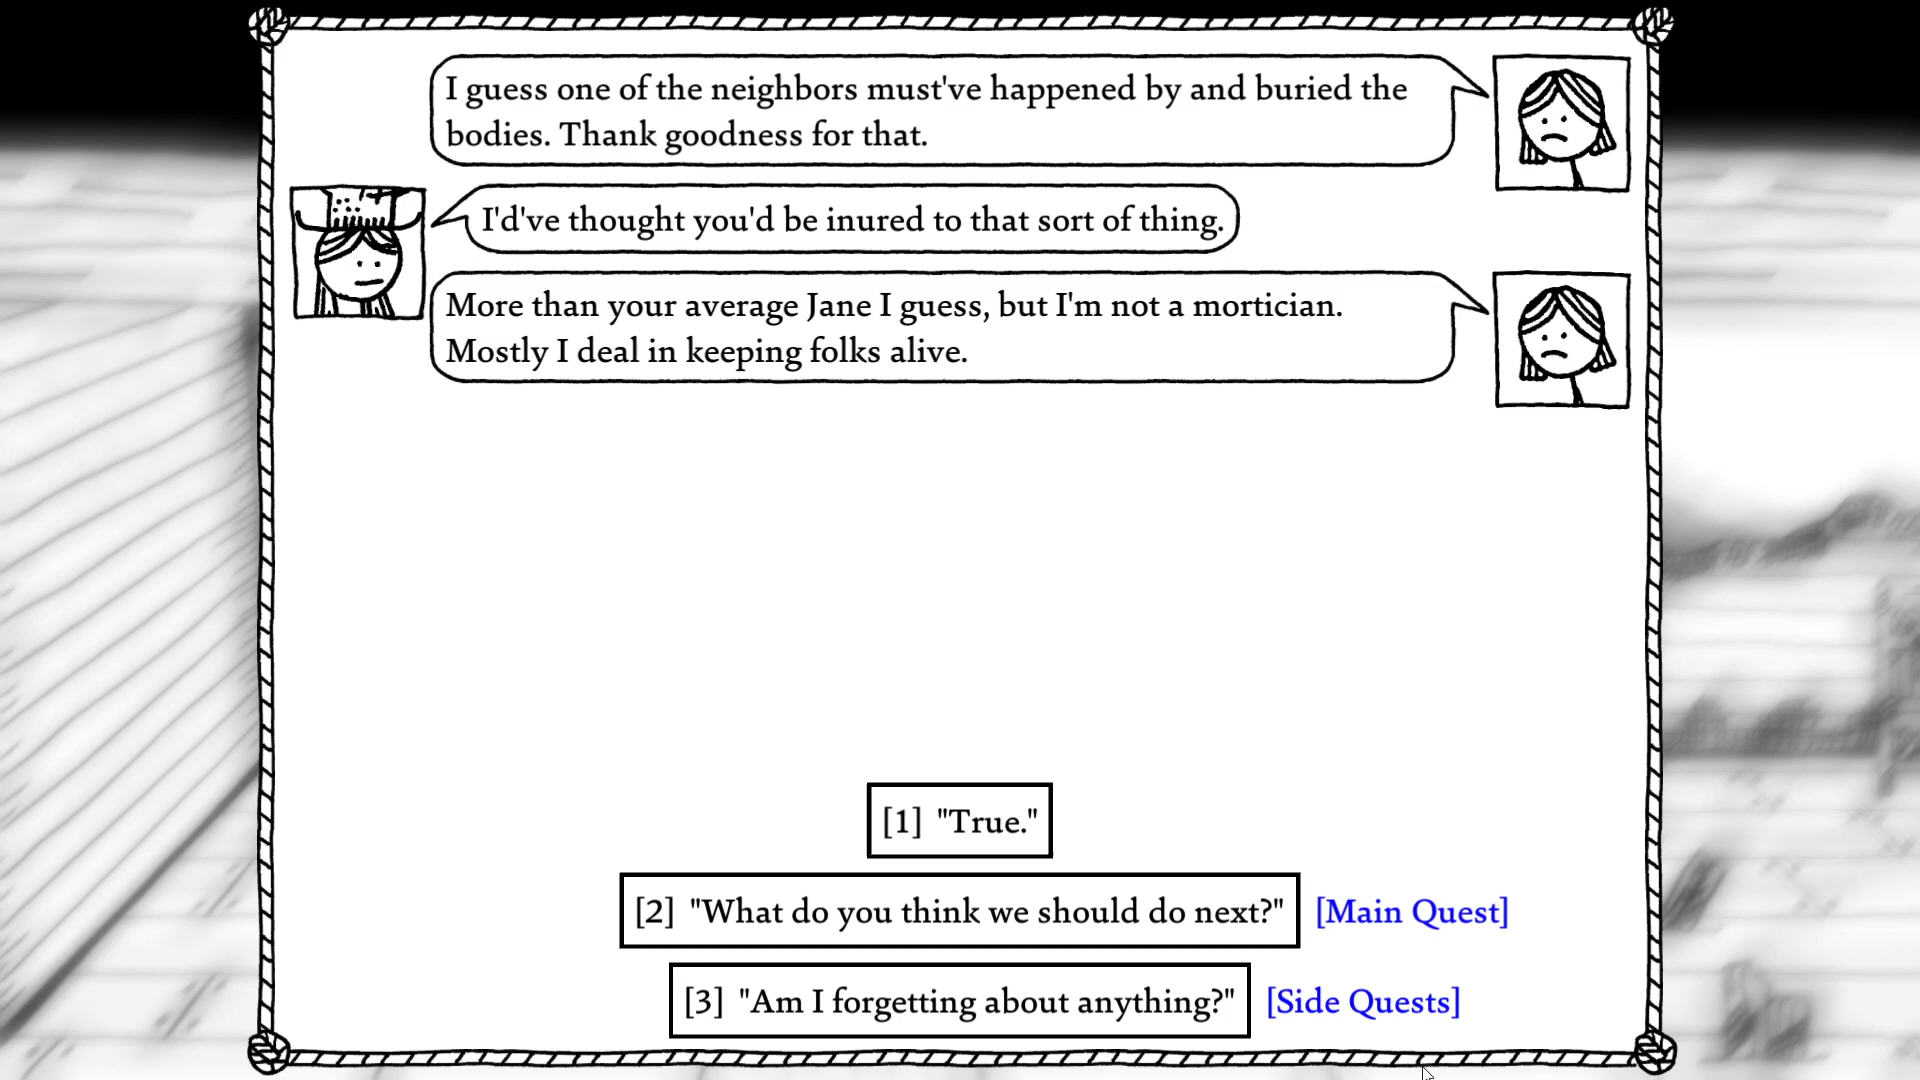 I guess one of the neighbors must've happened by and buried the
bodies. Thank goodness for that.
I'd've thought you'd be inured to that sort of thing.
More than your average Jane I guess, but I'm not a mortician.
Mostly I deal in keeping folks alive.
[1] "True."
[2] "What do you think we should do next?" [Main Quest]
[3] "Am I forgetting about anything?" [Side Quests]